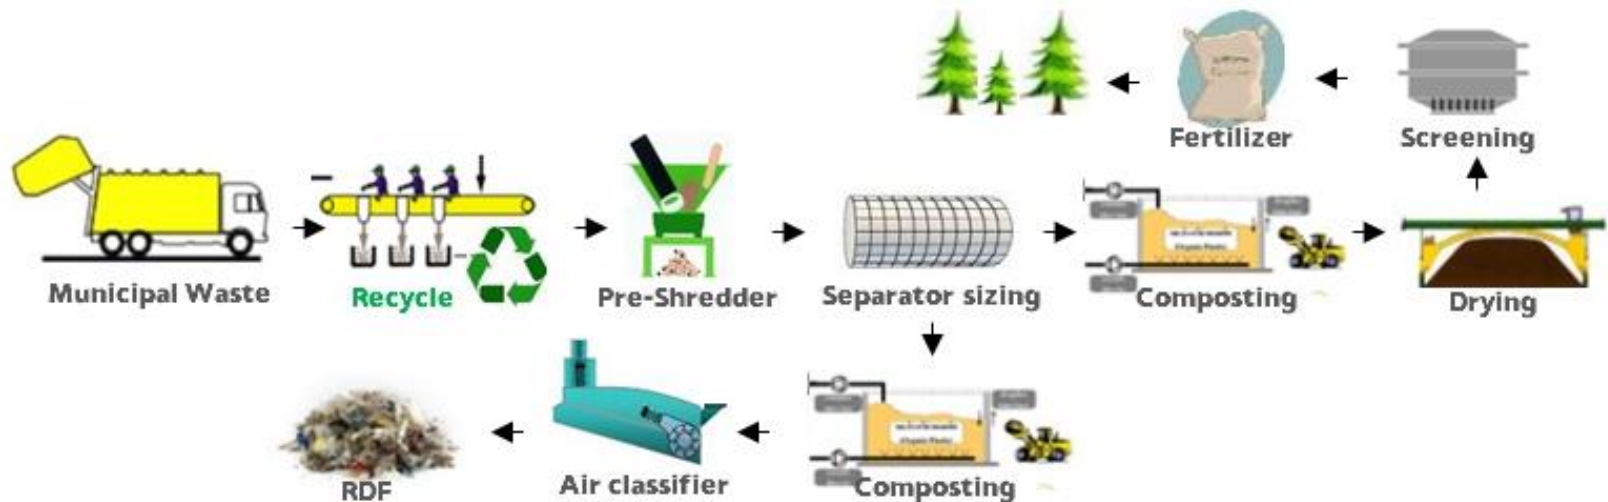 Fertilizer
Screening
Municipal Waste
Recycle
Pre-Shredder
Separator sizing
Composting
Drying
RDF
Air classifier
Composting